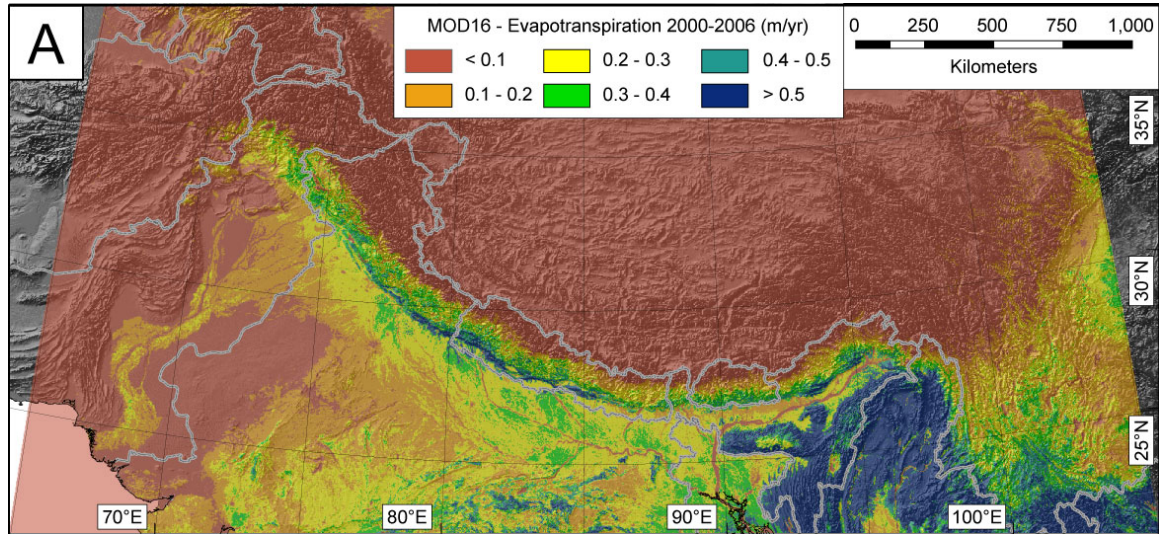 A
MOD16 - Evapotranspiration 2000-2006 (m/yr)
< 0.1
0.2 - 0.3
0.4 - 0.5
0.1 - 0.2
0.3 - 0.4
> 0.5
0 250 500 750 1,000
Kilometers
35°N
30°N
25°N
70°E
80°E
90°E
100°E